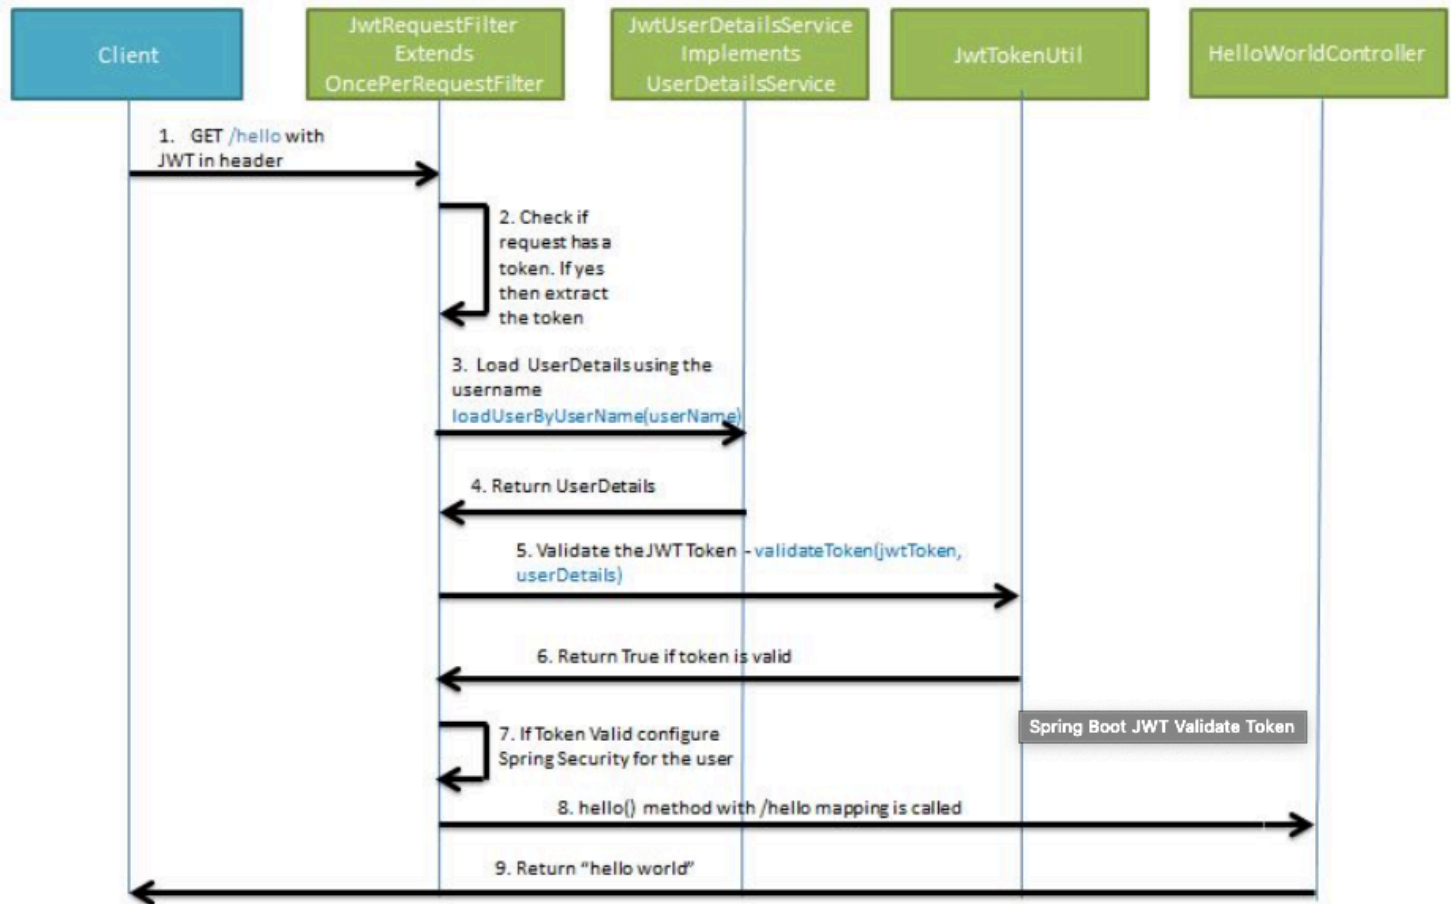 Client
JwtRequestFilter
Extends
OncePerRequestFilter
JwtUserDetailsService
Implements
UserDetailsService
JwtTokenUtil
HelloWorldController
1. GET /hello with
JWT in header
2. Check if
request has a
token. If yes
then extract
the token
3. Load UserDetails using the
username
loadUserByUserName(userName)
4. Return UserDetails
5. Validate the JWT Token - validateToken(jwtToken,
userDetails)
6. Return True if token is valid
Spring Boot JWT Validate Token
7. If Token Valid configure
Spring Security for the user
8. hello() method with /hello mapping is called
9. Return “hello world”